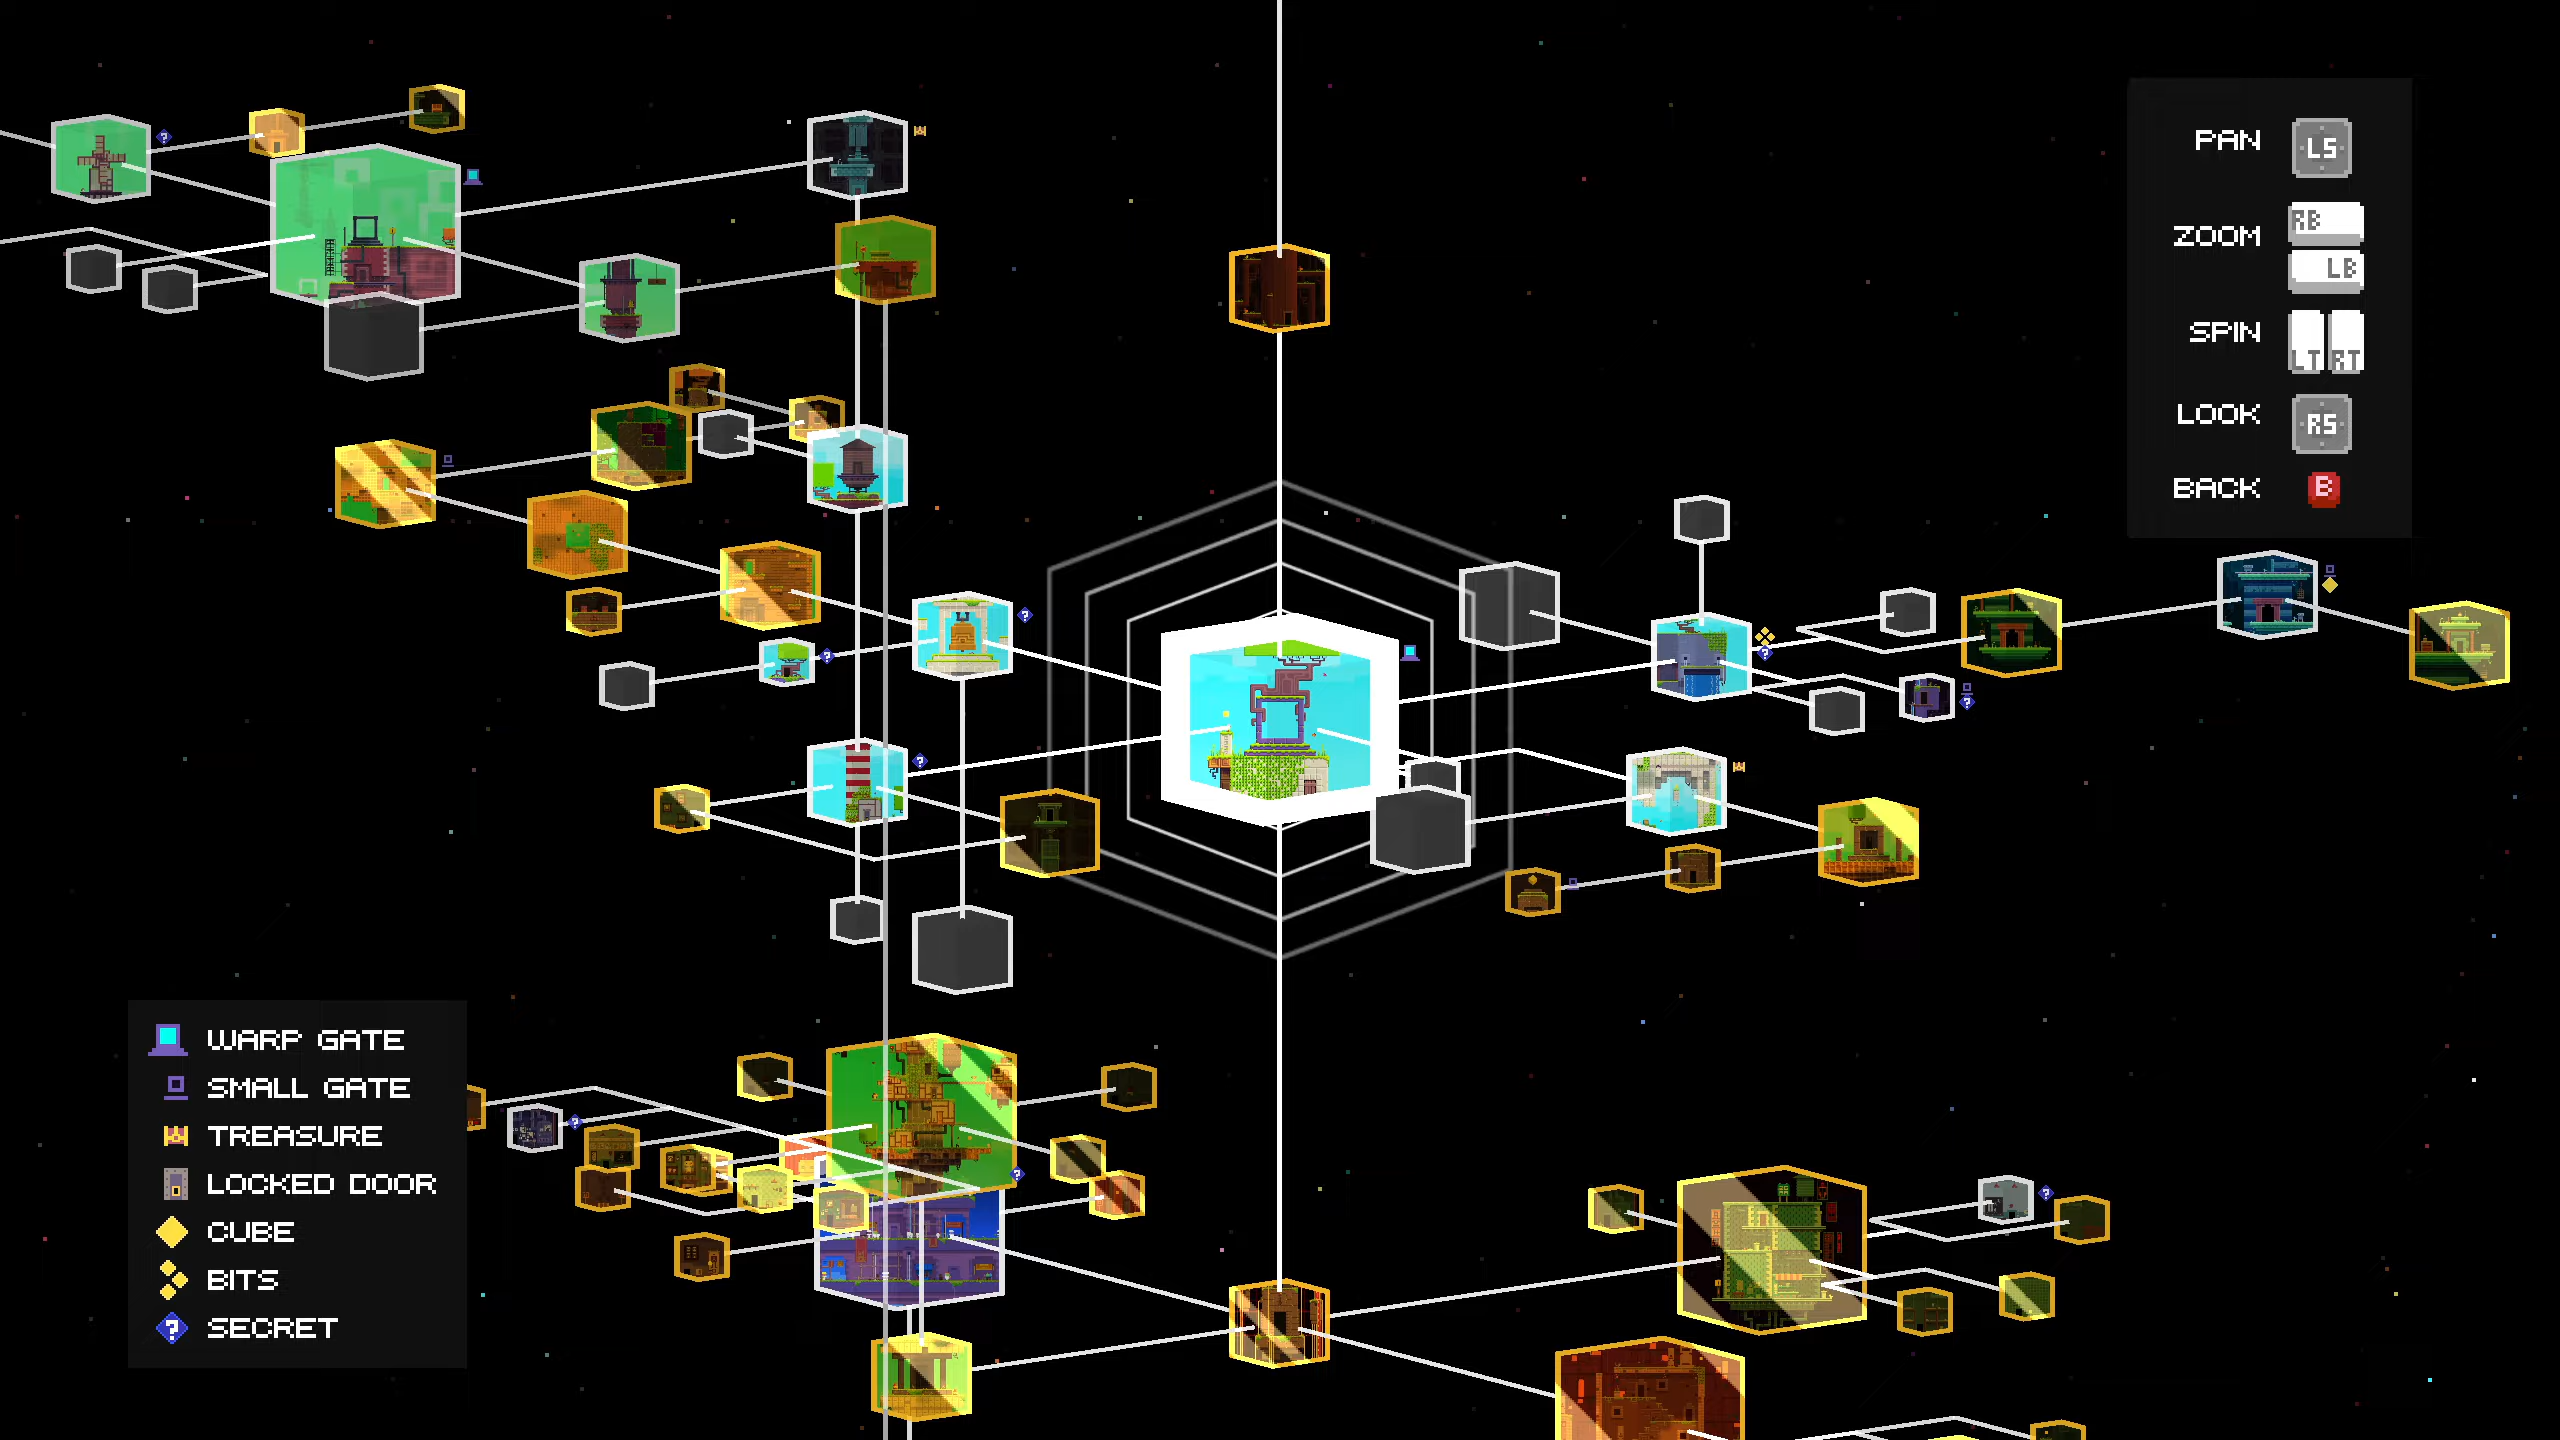 PAN LS
ZOOM RB
LB
SPIN LT RT
LOOK RS
BACK B
WARP GATE
SMALL GATE
TREASURE
LOCKED DOOR
CUBE
BITS
? SECRET